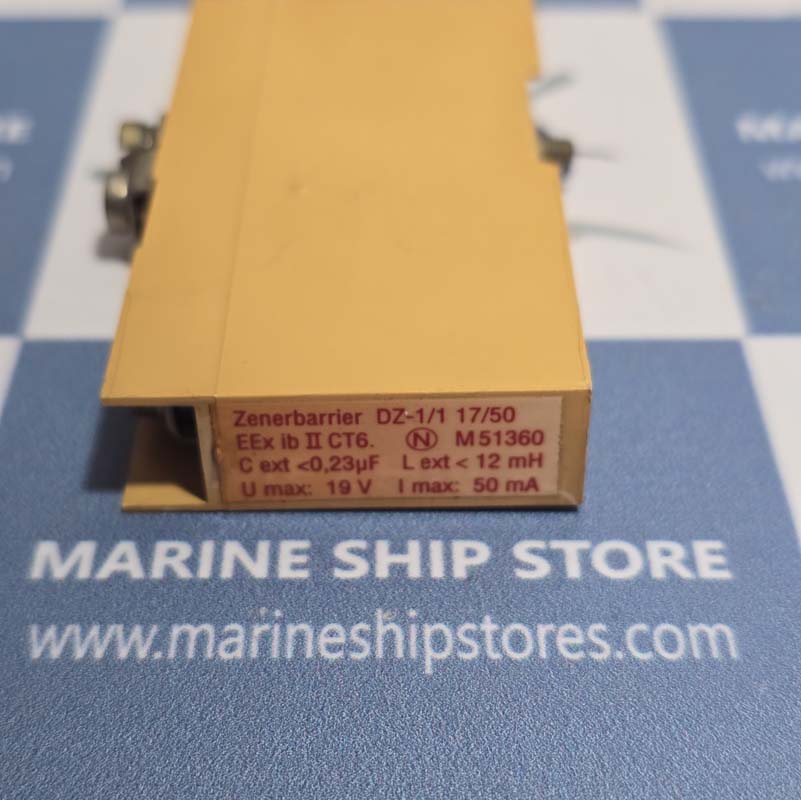 Zenerbarrier DZ-1/1 17/50
EEx ib II CT6. N M51360
C ext <0,23µF L ext < 12 mH
U max: 19 V I max: 50 mA
MARINE SHIP STORE
www.marineshipstores.com